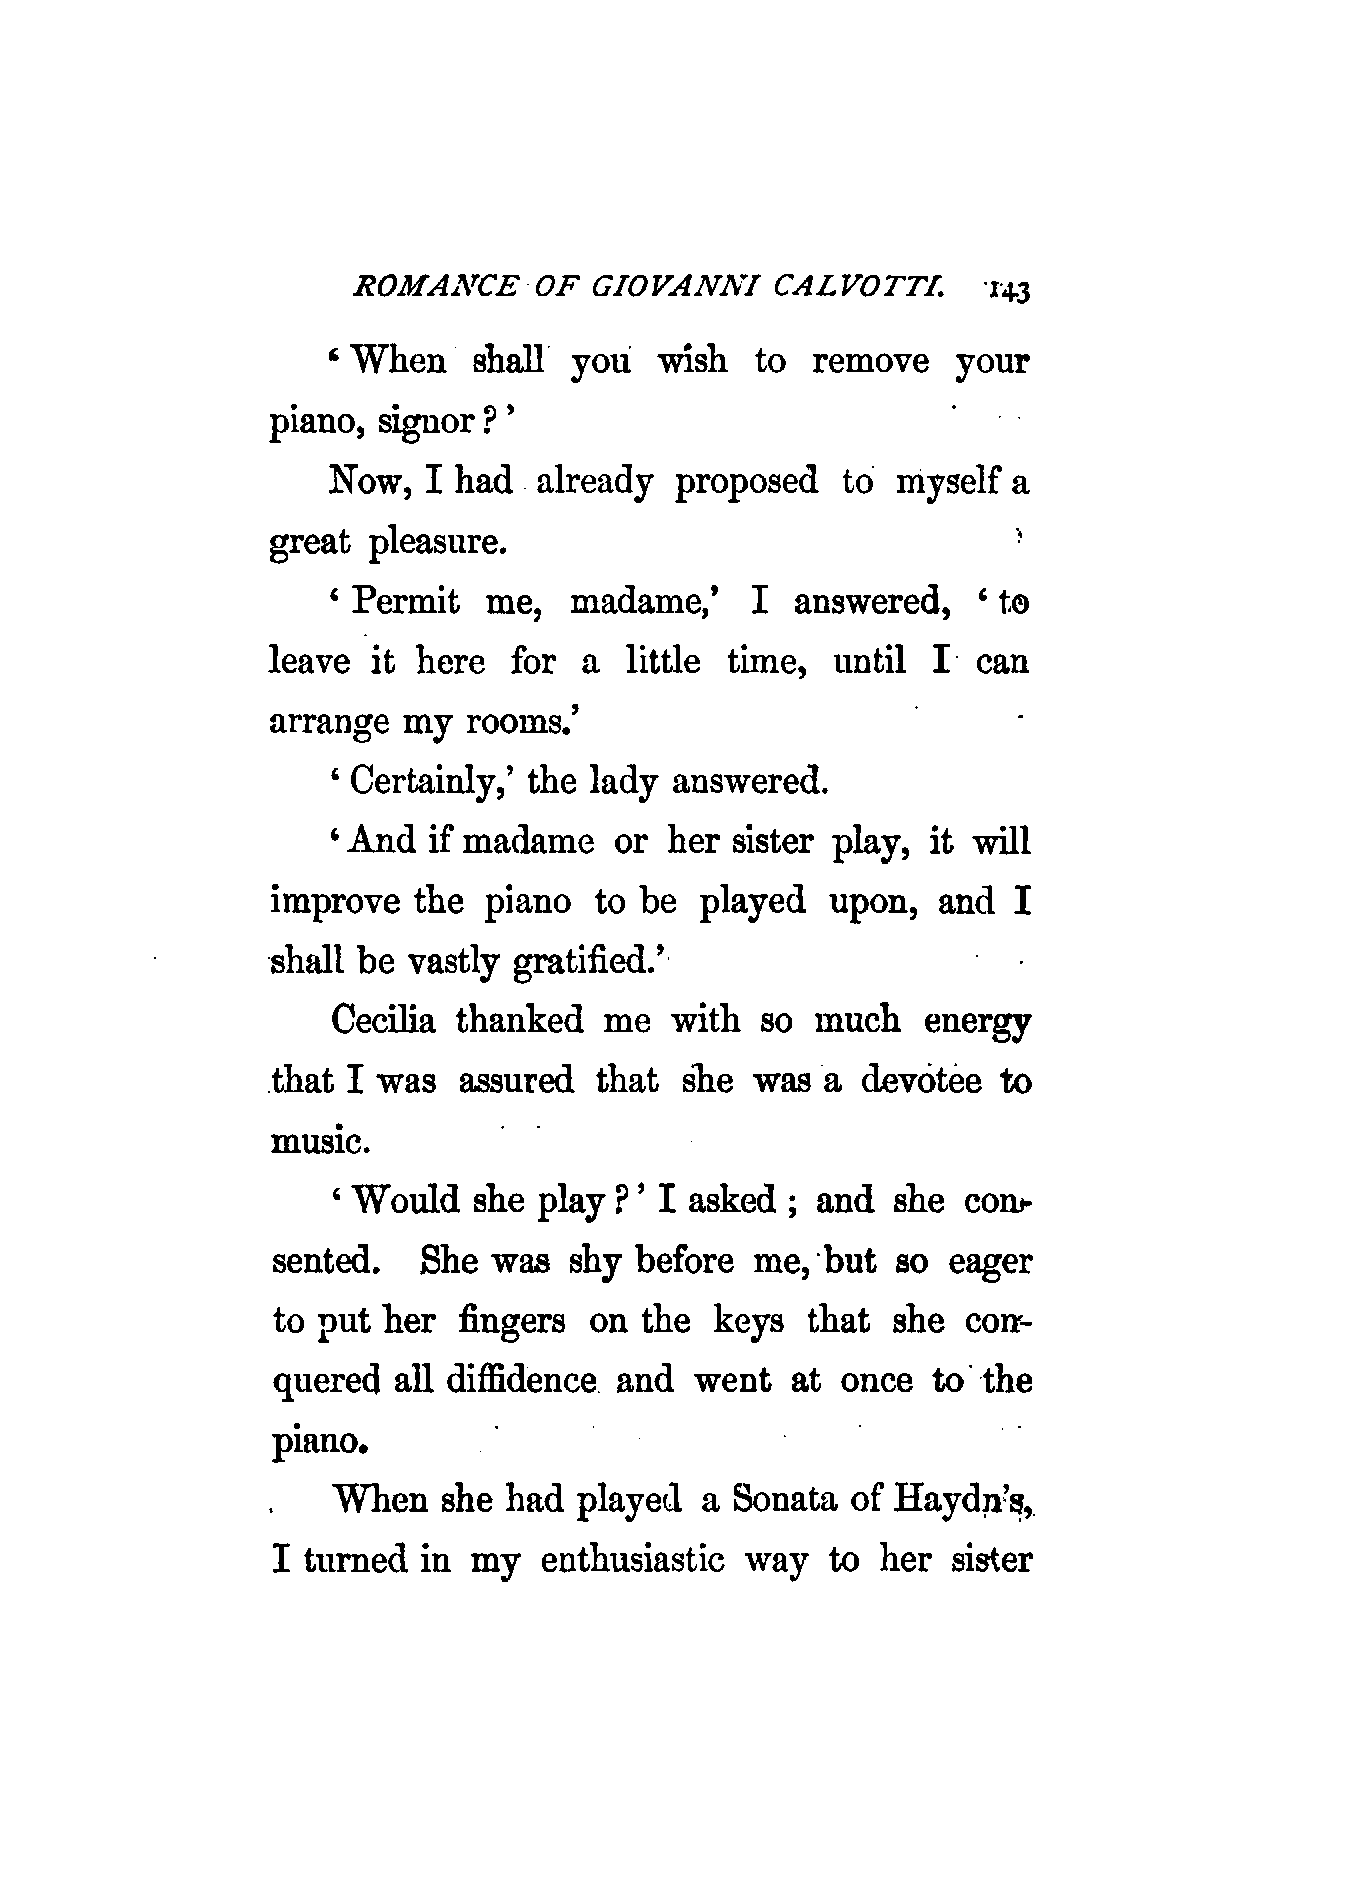 ROMANCE OF GIOVANNI CALVOTTI. 143
‘When shall you wish to remove your
piano, signor?’
Now, I had already proposed to myself a
great pleasure.
‘Permit me, madame,’ I answered, ‘to
leave it here for a little time, until I can
arrange my rooms.’
‘Certainly,’ the lady answered.
‘And if madame or her sister play, it will
improve the piano to be played upon, and I
shall be vastly gratified.’
Cecilia thanked me with so much energy
that I was assured that she was a devotee to
music.
‘Would she play?’ I asked; and she con-
sented. She was shy before me, but so eager
to put her fingers on the keys that she con-
quered all diffidence and went at once to the
piano.
When she had played a Sonata of Haydn’s,
I turned in my enthusiastic way to her sister